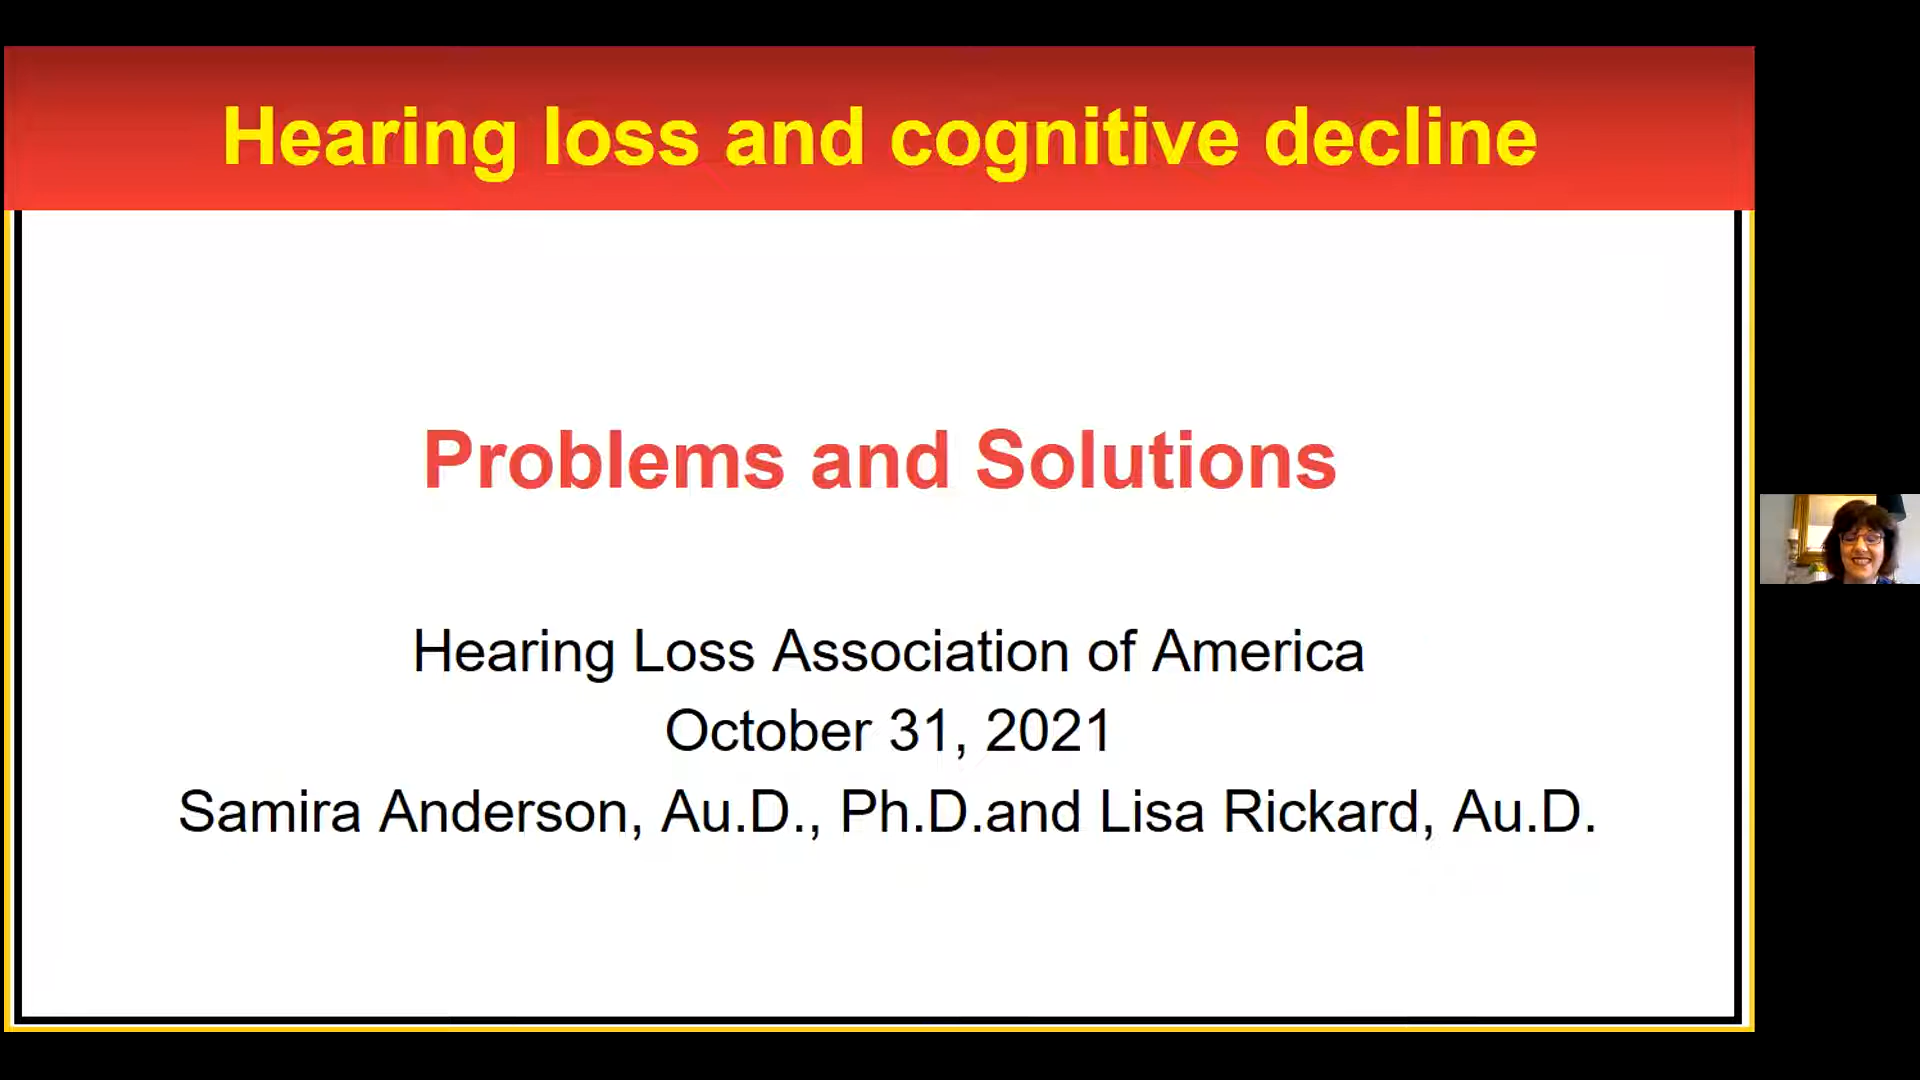 Hearing loss and cognitive decline
Problems and Solutions
Hearing Loss Association of America
October 31, 2021
Samira Anderson, Au.D., Ph.D.and Lisa Rickard, Au.D.